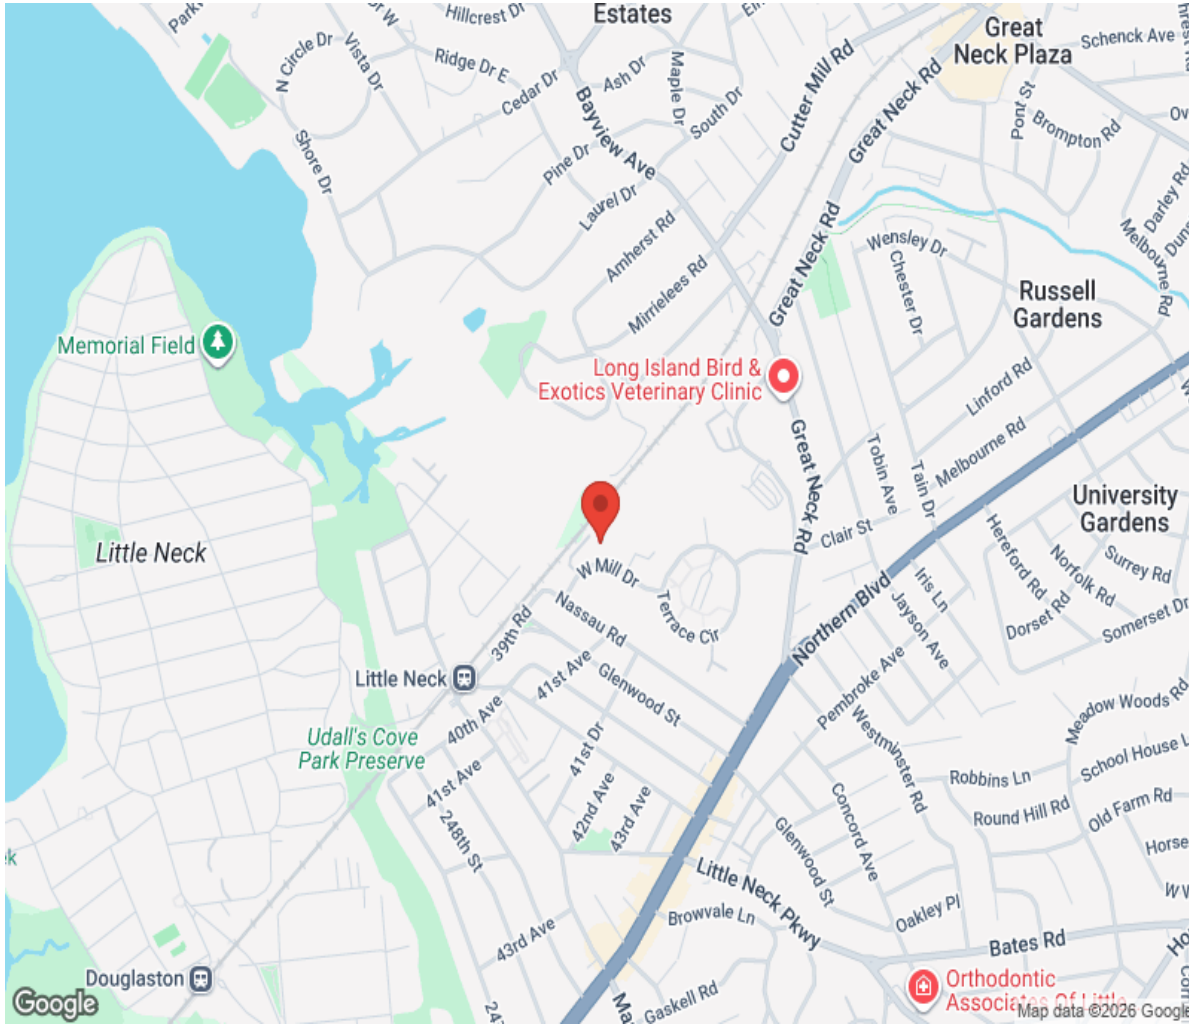 Hillcrest Dr
Estates
Vista Dr
N Circle Dr
Ridge Dr E
Cedar Dr
Ash Dr
Maple Dr
South Dr
Bayview Ave
Cutter Mill Rd
Great Neck Rd
Great
Neck Plaza
Schenck Ave
Pont St
Brompton Rd
Darley Rd
Shore Dr
Pine Dr
Laurel Dr
Amherst Rd
Mirrielees Rd
Great Neck Rd
Wensley Dr
Chester Dr
Melbourne Rd
Russell
Gardens
Memorial Field
Long Island Bird &
Exotics Veterinary Clinic
Linford Rd
Melbourne Rd
Great Neck Rd
Tobin Ave
Tain Dr
University
Gardens
Clair St
Little Neck
W Mill Dr
Terrace Cir
Nassau Rd
39th Rd
Northern Blvd
Iris Ln
Jayson Ave
Hereford Rd
Norfolk Rd
Surrey Rd
Dorset Rd
Somerset Dr
Little Neck
41st Ave
Glenwood St
40th Ave
Pembroke Ave
Westminster Rd
Meadow Woods Rd
Udall's Cove
Park Preserve
41st Dr
41st Ave
42nd Ave
43rd Ave
248th St
Robbins Ln
School House L
Round Hill Rd
Old Farm Rd
Concord Ave
Glenwood St
Horse
Little Neck Pkwy
Browvale Ln
Oakley Pl
Bates Rd
43rd Ave
Douglaston
Gaskell Rd
Orthodontic
Associates Of Little
Google
Map data ©2026 Google